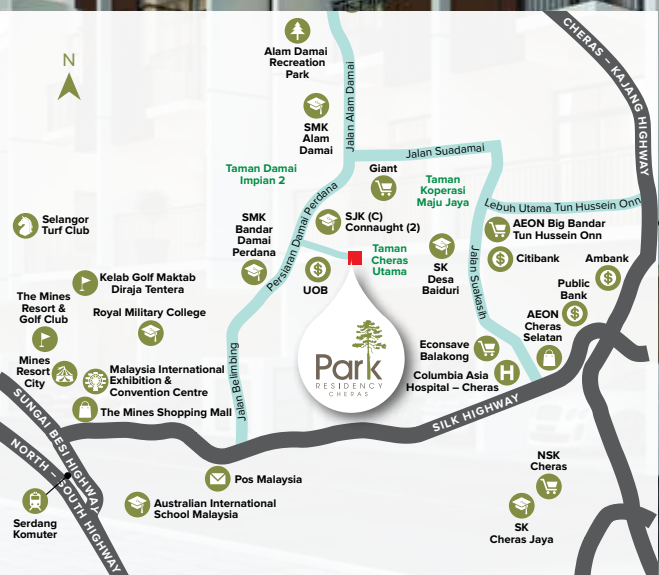 N
Alam Damai
Recreation
Park
SMK
Alam
Damai
Jalan Alam Damai
CHERAS – KAJANG HIGHWAY
Jalan Suadamai
Taman Damai
Impian 2
Giant
Taman
Koperasi
Maju Jaya
Lebuh Utama Tun Hussein Onn
Selangor
Turf Club
SMK
Bandar
Damai
Perdana
Persiaran Damai Perdana
SJK (C)
Connaught (2)
AEON Big Bandar
Tun Hussein Onn
Taman
Cheras
Utama
SK
Desa
Baiduri
Jalan Suakasih
Citibank
Ambank
UOB
Kelab Golf Maktab
Diraja Tentera
Public
Bank
The Mines
Resort &
Golf Club
Royal Military College
AEON
Cheras
Selatan
Park
RESIDENCY
CHERAS
Econsave
Balakong
Mines
Resort
City
Malaysia International
Exhibition &
Convention Centre
Jalan Belimbing
Columbia Asia
Hospital – Cheras
H
The Mines Shopping Mall
SILK HIGHWAY
SUNGAI BESI HIGHWAY
NORTH – SOUTH HIGHWAY
NSK
Cheras
Pos Malaysia
Australian International
School Malaysia
Serdang
Komuter
SK
Cheras Jaya